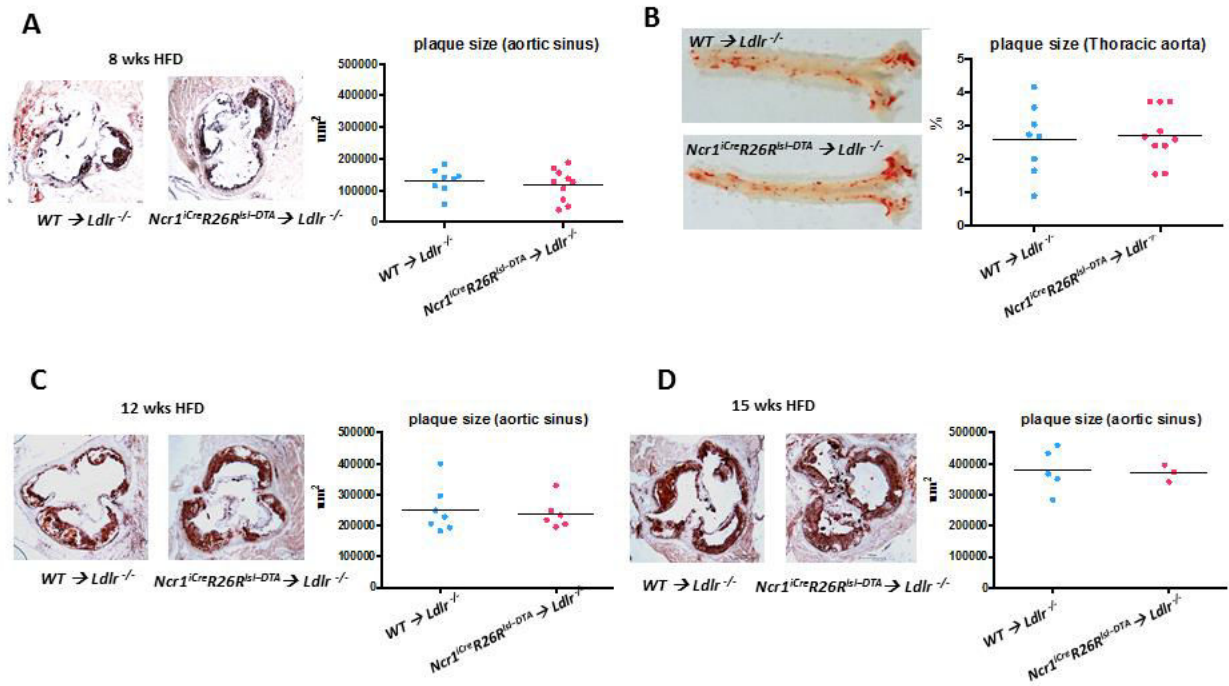 A
8 wks HFD
WT → Ldlr -/-
Ncr1iCreR26Rlsl–DTA → Ldlr -/-
plaque size (aortic sinus)
500000
400000
300000
200000
100000
0
um2
WT → Ldlr -/-
Ncr1iCreR26Rlsl–DTA → Ldlr -/-
B
WT → Ldlr -/-
Ncr1iCreR26Rlsl–DTA → Ldlr -/-
plaque size (Thoracic aorta)
5
4
3
2
1
0
%
WT → Ldlr -/-
Ncr1iCreR26Rlsl–DTA → Ldlr -/-
C
12 wks HFD
WT → Ldlr -/-
Ncr1iCreR26Rlsl–DTA → Ldlr -/-
plaque size (aortic sinus)
500000
400000
300000
200000
100000
0
um2
WT → Ldlr -/-
Ncr1iCreR26Rlsl–DTA → Ldlr -/-
D
15 wks HFD
WT → Ldlr -/-
Ncr1iCreR26Rlsl–DTA → Ldlr -/-
plaque size (aortic sinus)
500000
400000
300000
200000
100000
0
um2
WT → Ldlr -/-
Ncr1iCreR26Rlsl–DTA → Ldlr -/-